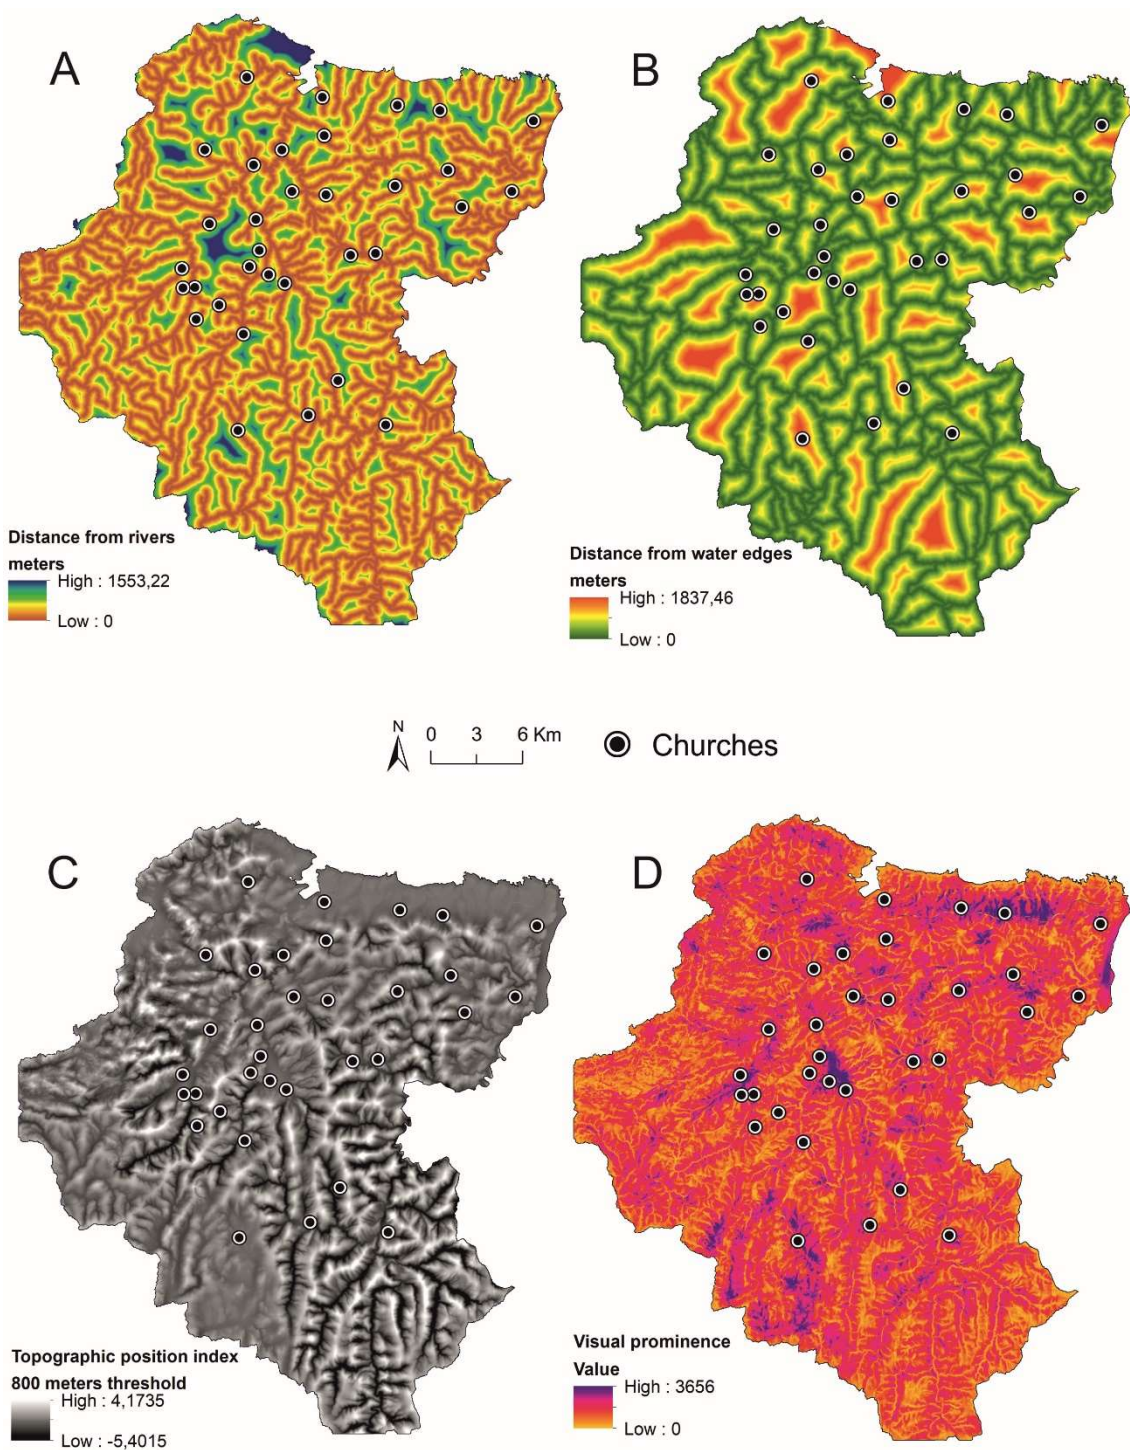 A
B
Distance from rivers
meters
High : 1553,22
Low : 0
Distance from water edges
meters
High : 1837,46
Low : 0
N
0 3 6 Km
Churches
C
D
Topographic position index
800 meters threshold
High : 4,1735
Low : -5,4015
Visual prominence
Value
High : 3656
Low : 0